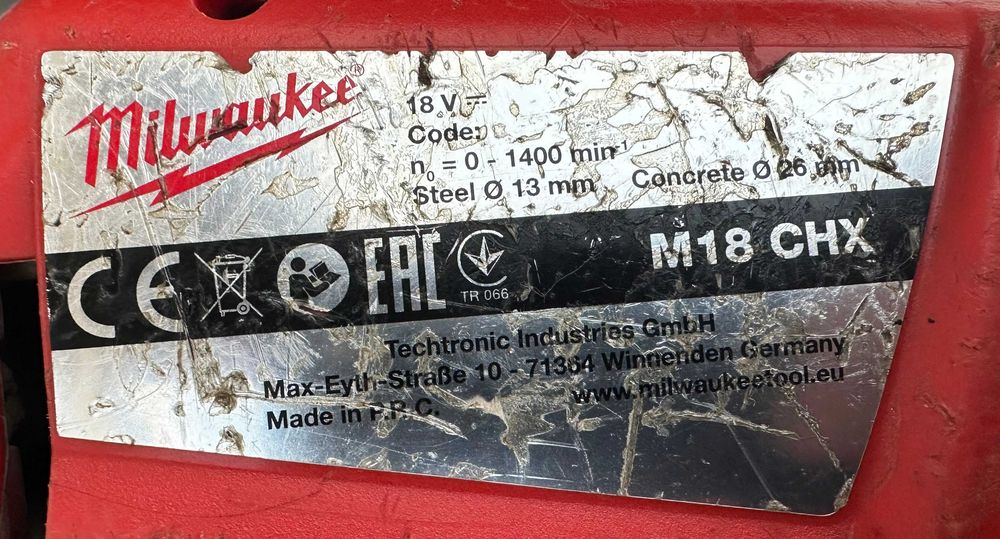 Milwaukee®
18 V ⎓
Code:
n₀ = 0 - 1400 min⁻¹
Steel Ø 13 mm Concrete Ø 26 mm
CE EAC TR 066 M18 CHX
Techtronic Industries GmbH
Max-Eyth-Straße 10 - 71364 Winnenden Germany
Made in P.R.C. www.milwaukeetool.eu